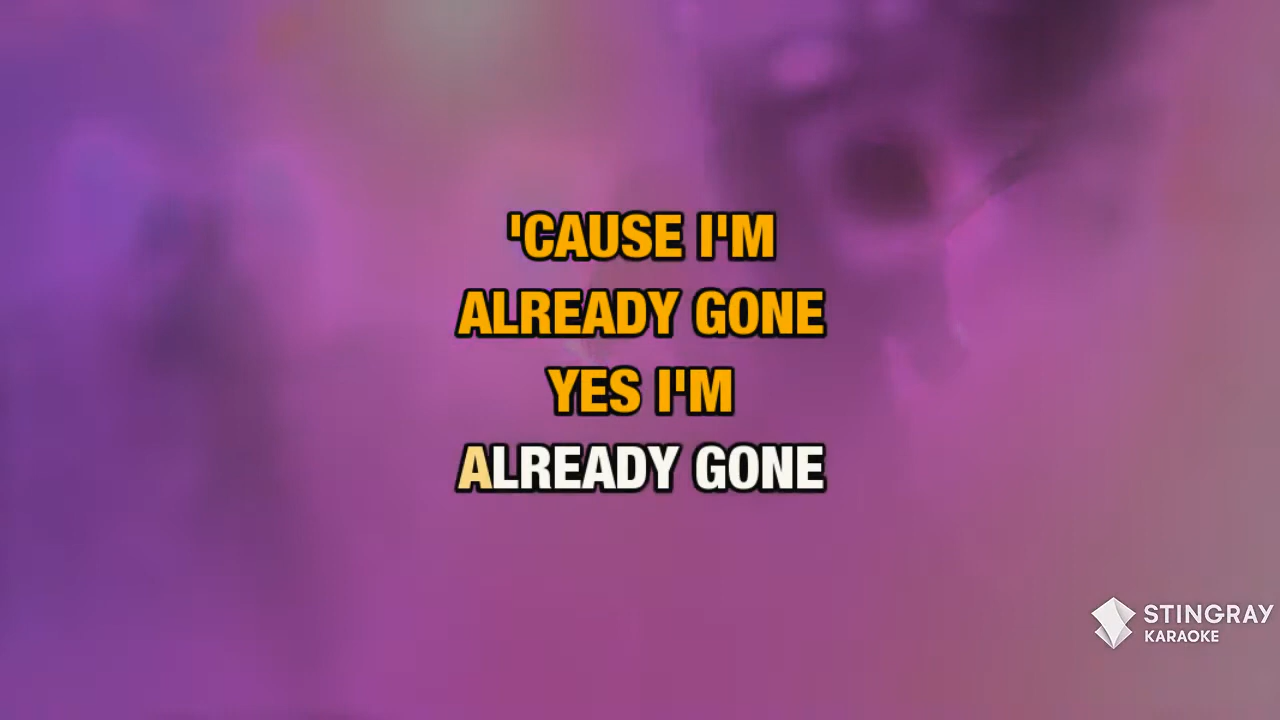 'CAUSE I'M
ALREADY GONE
YES I'M
ALREADY GONE
STINGRAY
KARAOKE